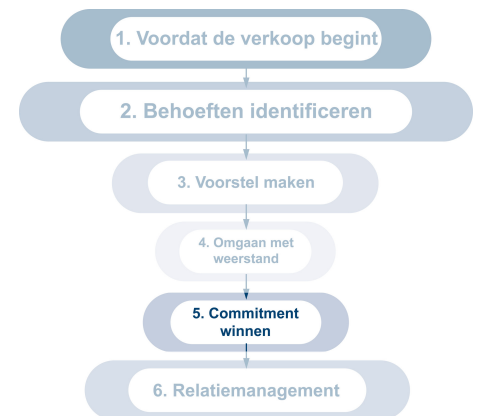 1. Voordat de verkoop begint
2. Behoeften identificeren
3. Voorstel maken
4. Omgaan met
weerstand
5. Commitment
winnen
6. Relatiemanagement